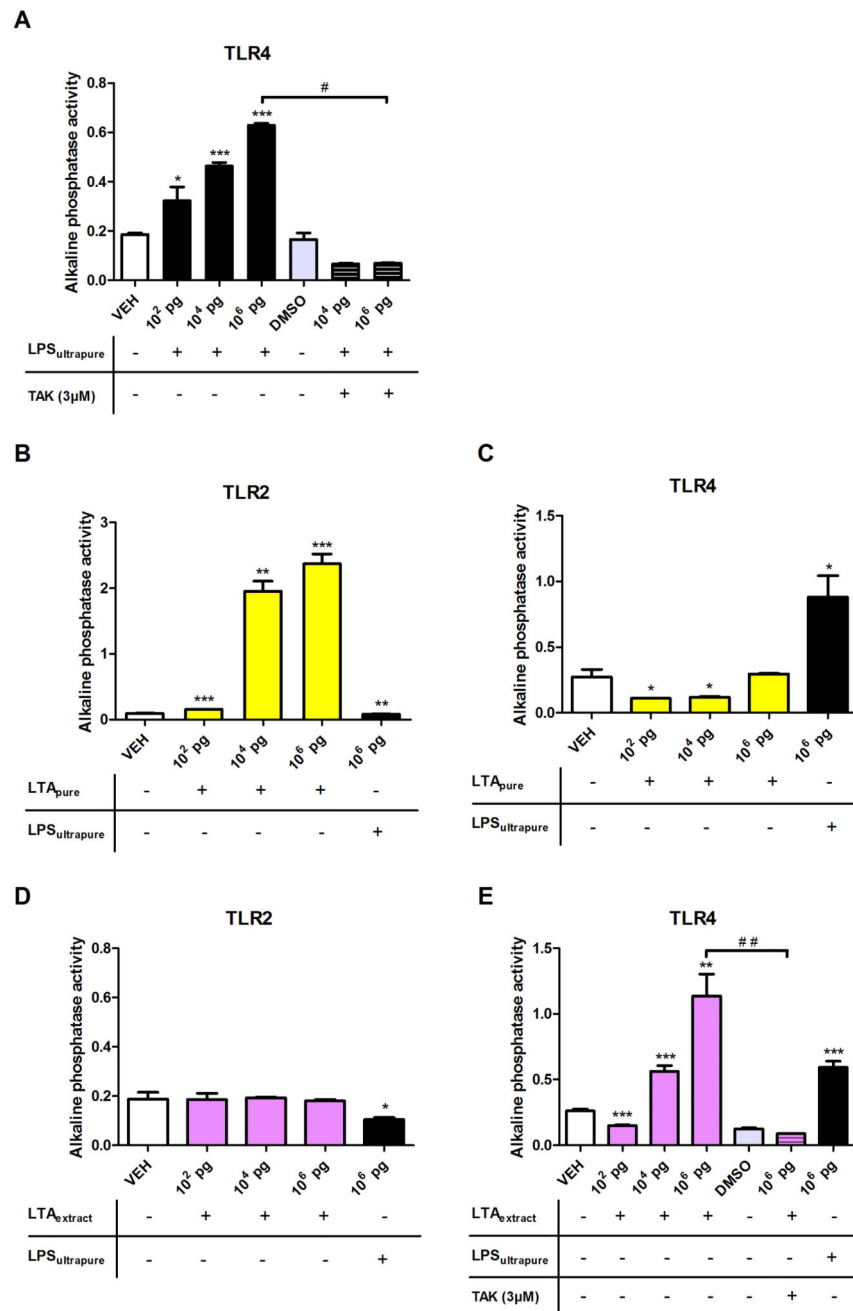 A
TLR4
Alkaline phosphatase activity
0.8
0.6
0.4
0.2
0.0
* *** *** #
VEH 10² pg 10⁴ pg 10⁶ pg DMSO 10⁴ pg 10⁶ pg
LPSultrapure - + + + - + +
TAK (3µM) - - - - - + +
B
TLR2
Alkaline phosphatase activity
3
2
1
0
*** ** *** **
VEH 10² pg 10⁴ pg 10⁶ pg 10⁶ pg
LTApure - + + + -
LPSultrapure - - - - +
C
TLR4
Alkaline phosphatase activity
1.5
1.0
0.5
0.0
* * *
VEH 10² pg 10⁴ pg 10⁶ pg 10⁶ pg
LTApure - + + + -
LPSultrapure - - - - +
D
TLR2
Alkaline phosphatase activity
0.8
0.6
0.4
0.2
0.0
*
VEH 10² pg 10⁴ pg 10⁶ pg 10⁶ pg
LTAextract - + + + -
LPSultrapure - - - - +
E
TLR4
Alkaline phosphatase activity
1.5
1.0
0.5
0.0
*** *** ** # # ***
VEH 10² pg 10⁴ pg 10⁶ pg DMSO 10⁶ pg 10⁶ pg
LTAextract - + + + - + -
LPSultrapure - - - - - - +
TAK (3µM) - - - - - + -